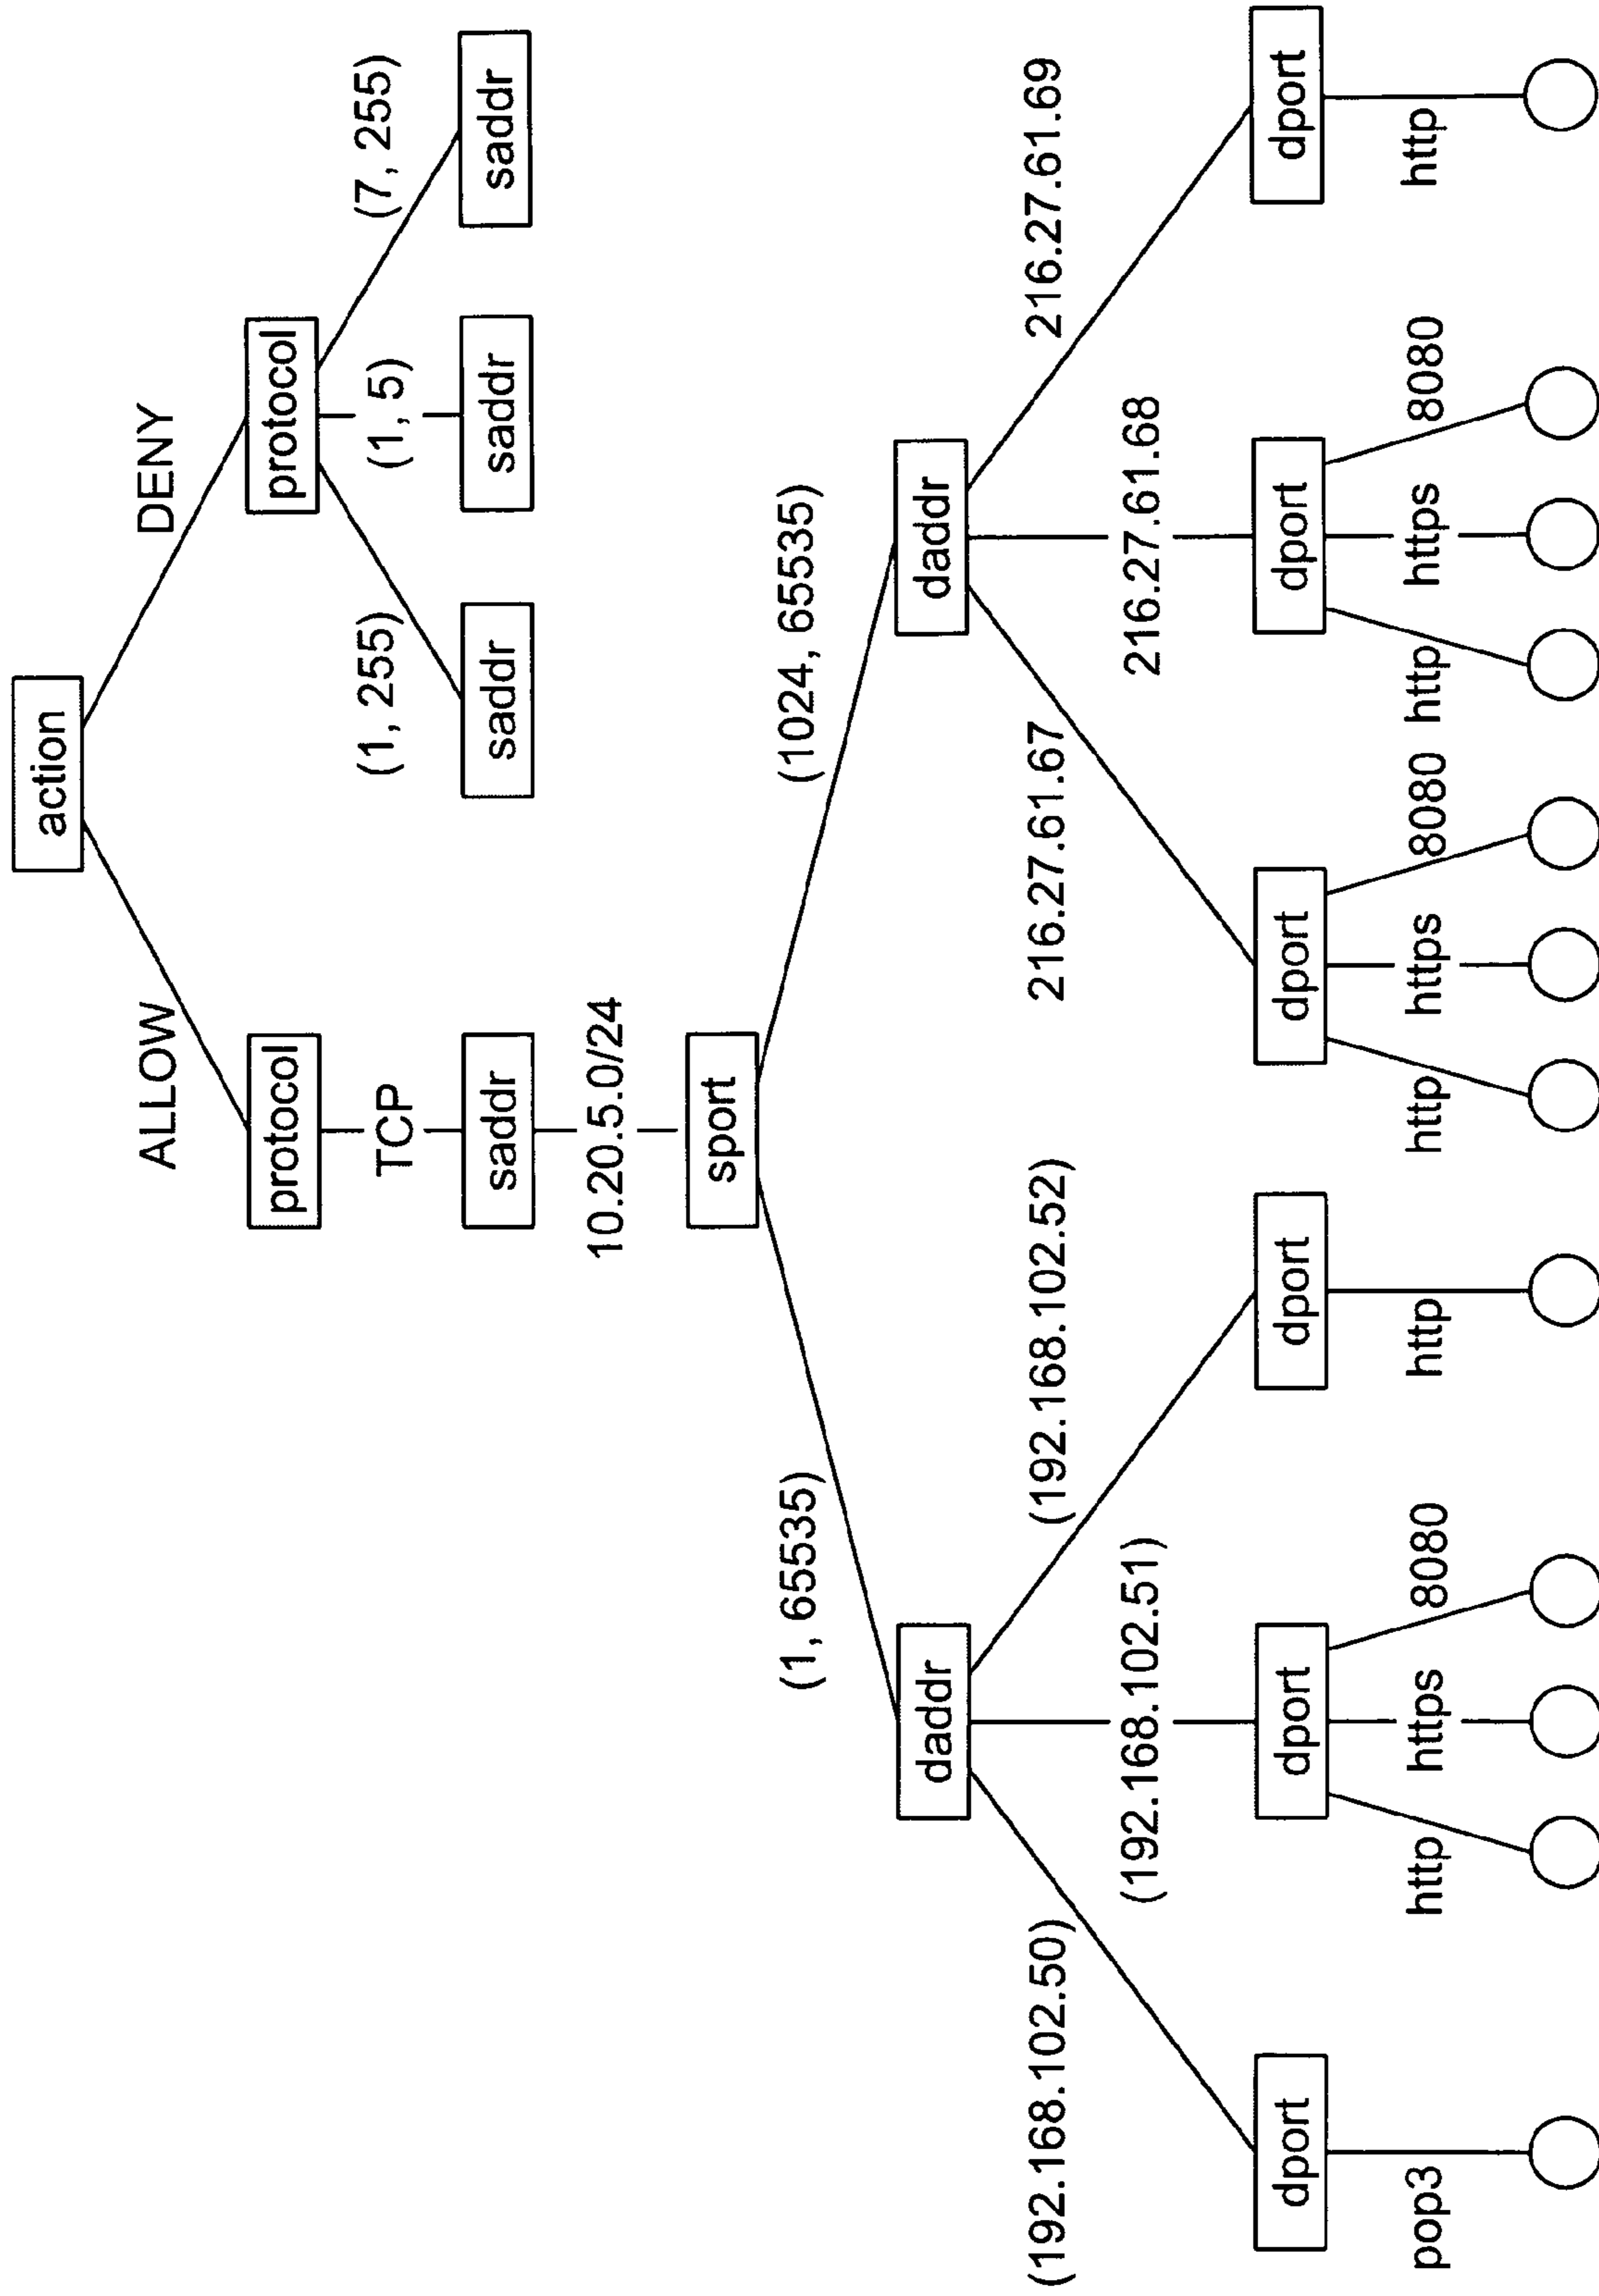 action
ALLOW
DENY
protocol
protocol
TCP
(1, 255)
(1, 5)
(7, 255)
saddr
saddr
saddr
saddr
10.20.5.0/24
sport
(1, 65535)
(1024, 65535)
daddr
daddr
(192.168.102.50)
(192.168.102.51)
(192.168.102.52)
216.27.61.67
216.27.61.68
216.27.61.69
dport
dport
dport
dport
dport
dport
pop3
http
https
8080
http
http
https
8080
http
https
8080
http